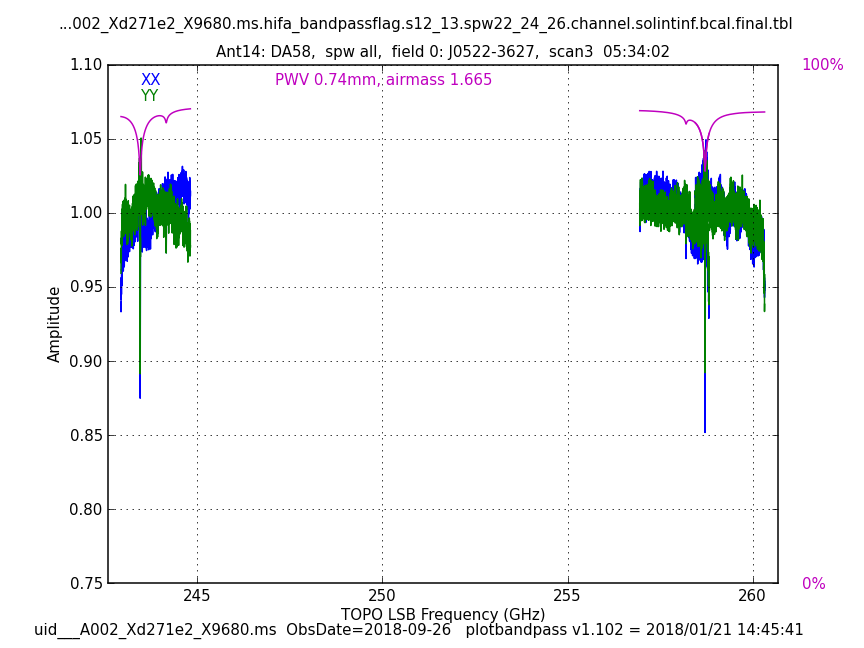 ...002_Xd271e2_X9680.ms.hifa_bandpassflag.s12_13.spw22_24_26.channel.solintinf.bcal.final.tbl
Ant14: DA58,  spw all,  field 0: J0522-3627,  scan3  05:34:02
1.10
100%
XX
PWV 0.74mm, airmass 1.665
YY
1.05
1.00
0.95
Amplitude
0.90
0.85
0.80
0.75
0%
245
250
255
260
TOPO LSB Frequency (GHz)
uid___A002_Xd271e2_X9680.ms  ObsDate=2018-09-26   plotbandpass v1.102 = 2018/01/21 14:45:41